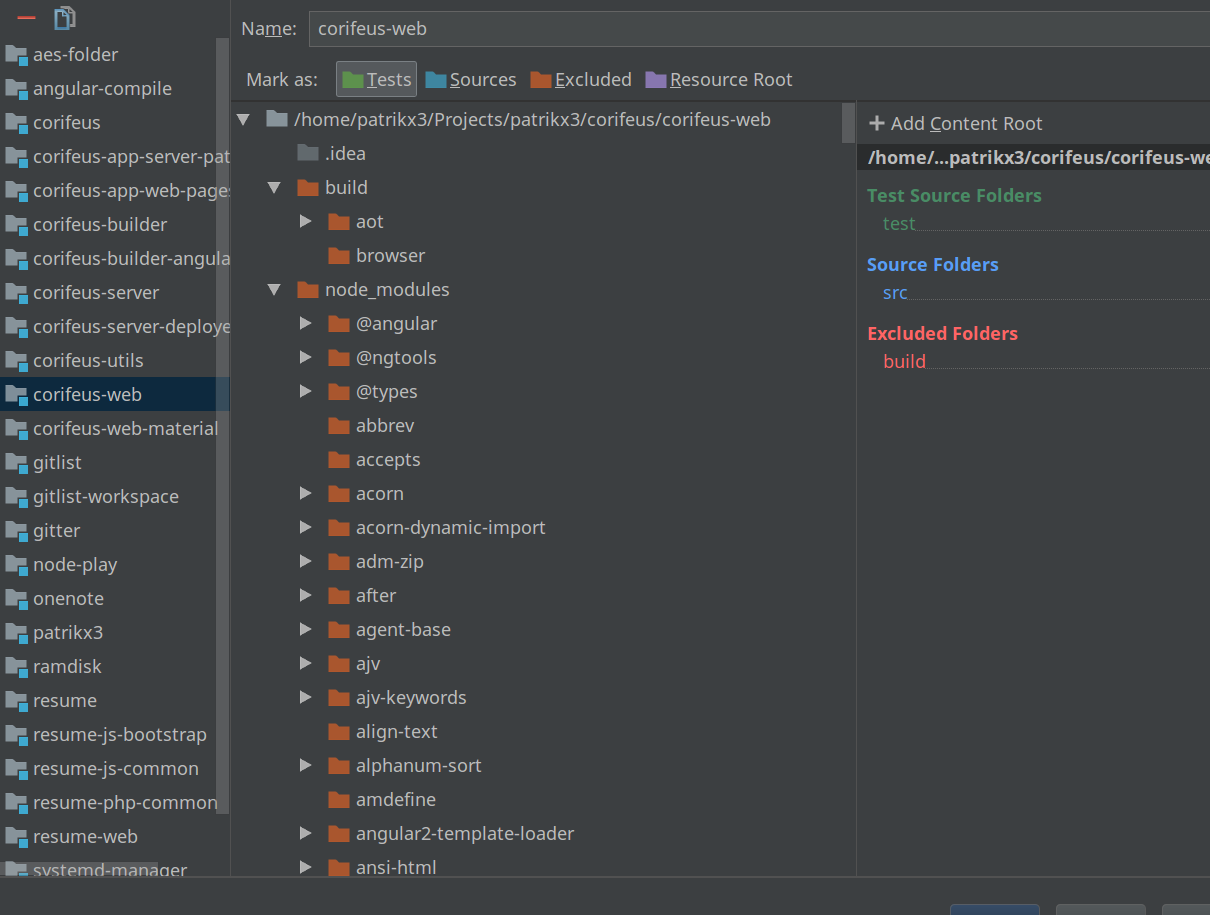 Name: corifeus-web
Mark as: Tests Sources Excluded Resource Root
aes-folder
angular-compile
corifeus
corifeus-app-server-pat
corifeus-app-web-page
corifeus-builder
corifeus-builder-angula
corifeus-server
corifeus-server-deploye
corifeus-utils
corifeus-web
corifeus-web-material
gitlist
gitlist-workspace
gitter
node-play
onenote
patrikx3
ramdisk
resume
resume-js-bootstrap
resume-js-common
resume-php-common
resume-web
systemd-manager
/home/patrikx3/Projects/patrikx3/corifeus/corifeus-web
.idea
build
aot
browser
node_modules
@angular
@ngtools
@types
abbrev
accepts
acorn
acorn-dynamic-import
adm-zip
after
agent-base
ajv
ajv-keywords
align-text
alphanum-sort
amdefine
angular2-template-loader
ansi-html
+ Add Content Root
/home/...patrikx3/corifeus/corifeus-we
Test Source Folders
test
Source Folders
src
Excluded Folders
build